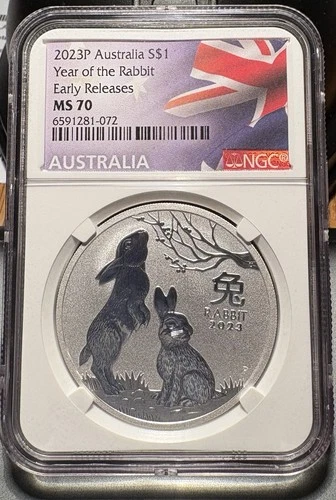 2023P Australia S$1
Year of the Rabbit
Early Releases
MS 70
6591281-072
AUSTRALIA
NGC®
兔
RABBIT
2023
P